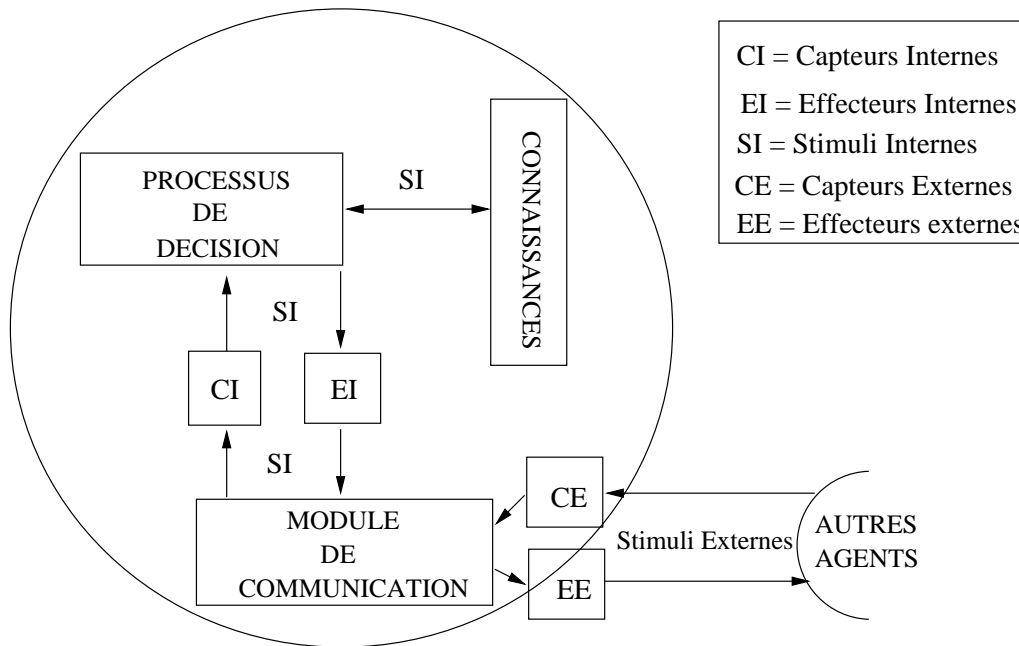 CI = Capteurs Internes
EI = Effecteurs Internes
SI = Stimuli Internes
CE = Capteurs Externes
EE = Effecteurs externes
PROCESSUS
DE
DECISION
SI
CONNAISSANCES
SI
CI
EI
SI
MODULE
DE
COMMUNICATION
CE
EE
Stimuli Externes
AUTRES
AGENTS